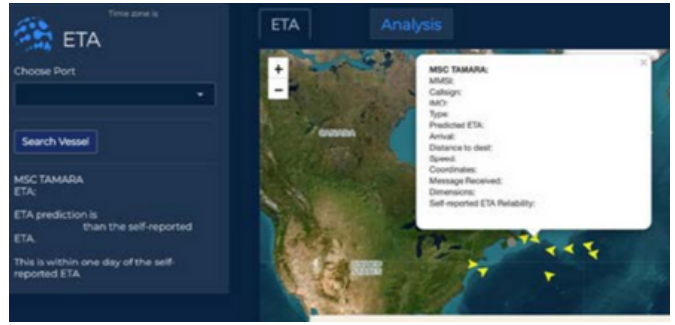 Time zone is
ETA
Choose Port
Search Vessel
MSC TAMARA
ETA:
ETA prediction is
than the self-reported
ETA.
This is within one day of the self-
reported ETA
ETA
Analysis
+
−
CANADA
MSC TAMARA:
MMSI:
Callsign:
IMO:
Type:
Predicted ETA:
Arrival:
Distance to dest:
Speed:
Coordinates:
Message Received:
Dimensions:
Self-reported ETA Reliability:
×